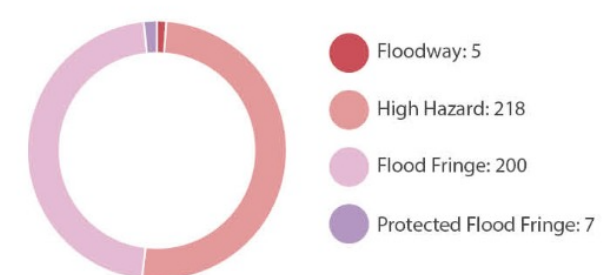 Floodway: 5
High Hazard: 218
Flood Fringe: 200
Protected Flood Fringe: 7